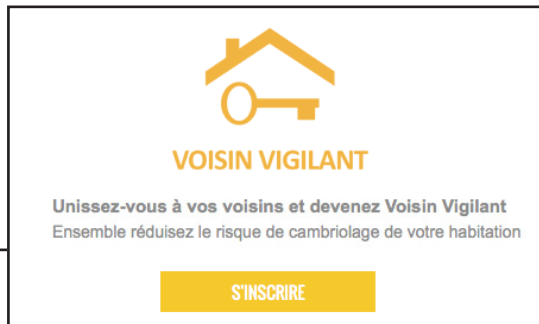 VOISIN VIGILANT
Unissez-vous à vos voisins et devenez Voisin Vigilant
Ensemble réduisez le risque de cambriolage de votre habitation
S'INSCRIRE